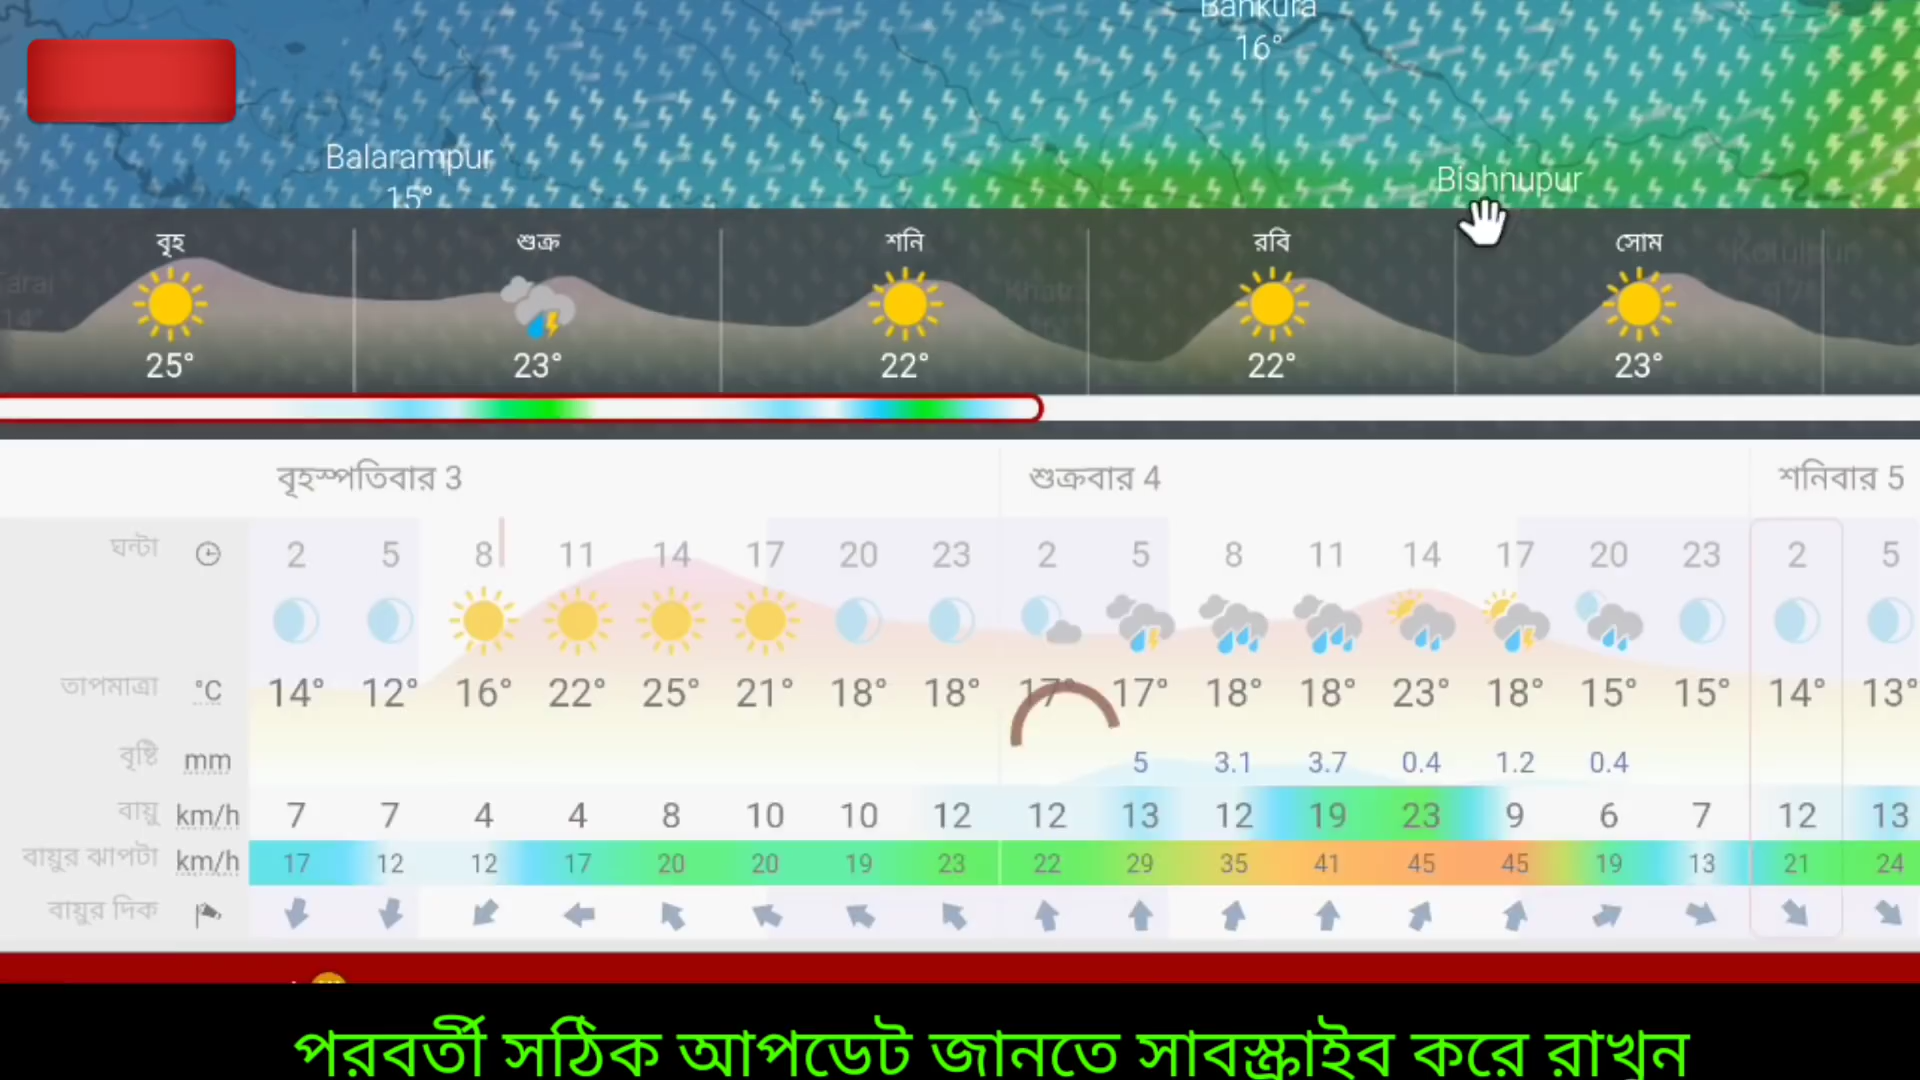 Bankura
16°
Balarampur
15°
Bishnupur
বৃহ শুক্র শনি রবি সোম
25° 23° 22° 22° 23°
বৃহস্পতিবার 3 শুক্রবার 4 শনিবার 5
ঘন্টা 2 5 8 11 14 17 20 23 2 5 8 11 14 17 20 23 2 5
তাপমাত্রা °C 14° 12° 16° 22° 25° 21° 18° 18° 17° 17° 18° 18° 23° 18° 15° 15° 14° 13°
বৃষ্টি mm 5 3.1 3.7 0.4 1.2 0.4
বায়ু km/h 7 7 4 4 8 10 10 12 12 13 12 19 23 9 6 7 12 13
বায়ুর ঝাপটা km/h 17 12 12 17 20 20 19 23 22 29 35 41 45 45 19 13 21 24
বায়ুর দিক
পরবর্তী সঠিক আপডেট জানতে সাবস্ক্রাইব করে রাখুন